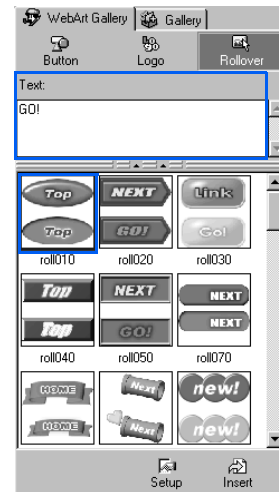 WebArt Gallery Gallery
Button Logo Rollover
Text:
GO!
Top NEXT Link
Top GO! Go!
roll010 roll020 roll030
Top NEXT NEXT
Top GO! NEXT
roll040 roll050 roll070
HOME Next new!
HOME Next new!
Setup Insert